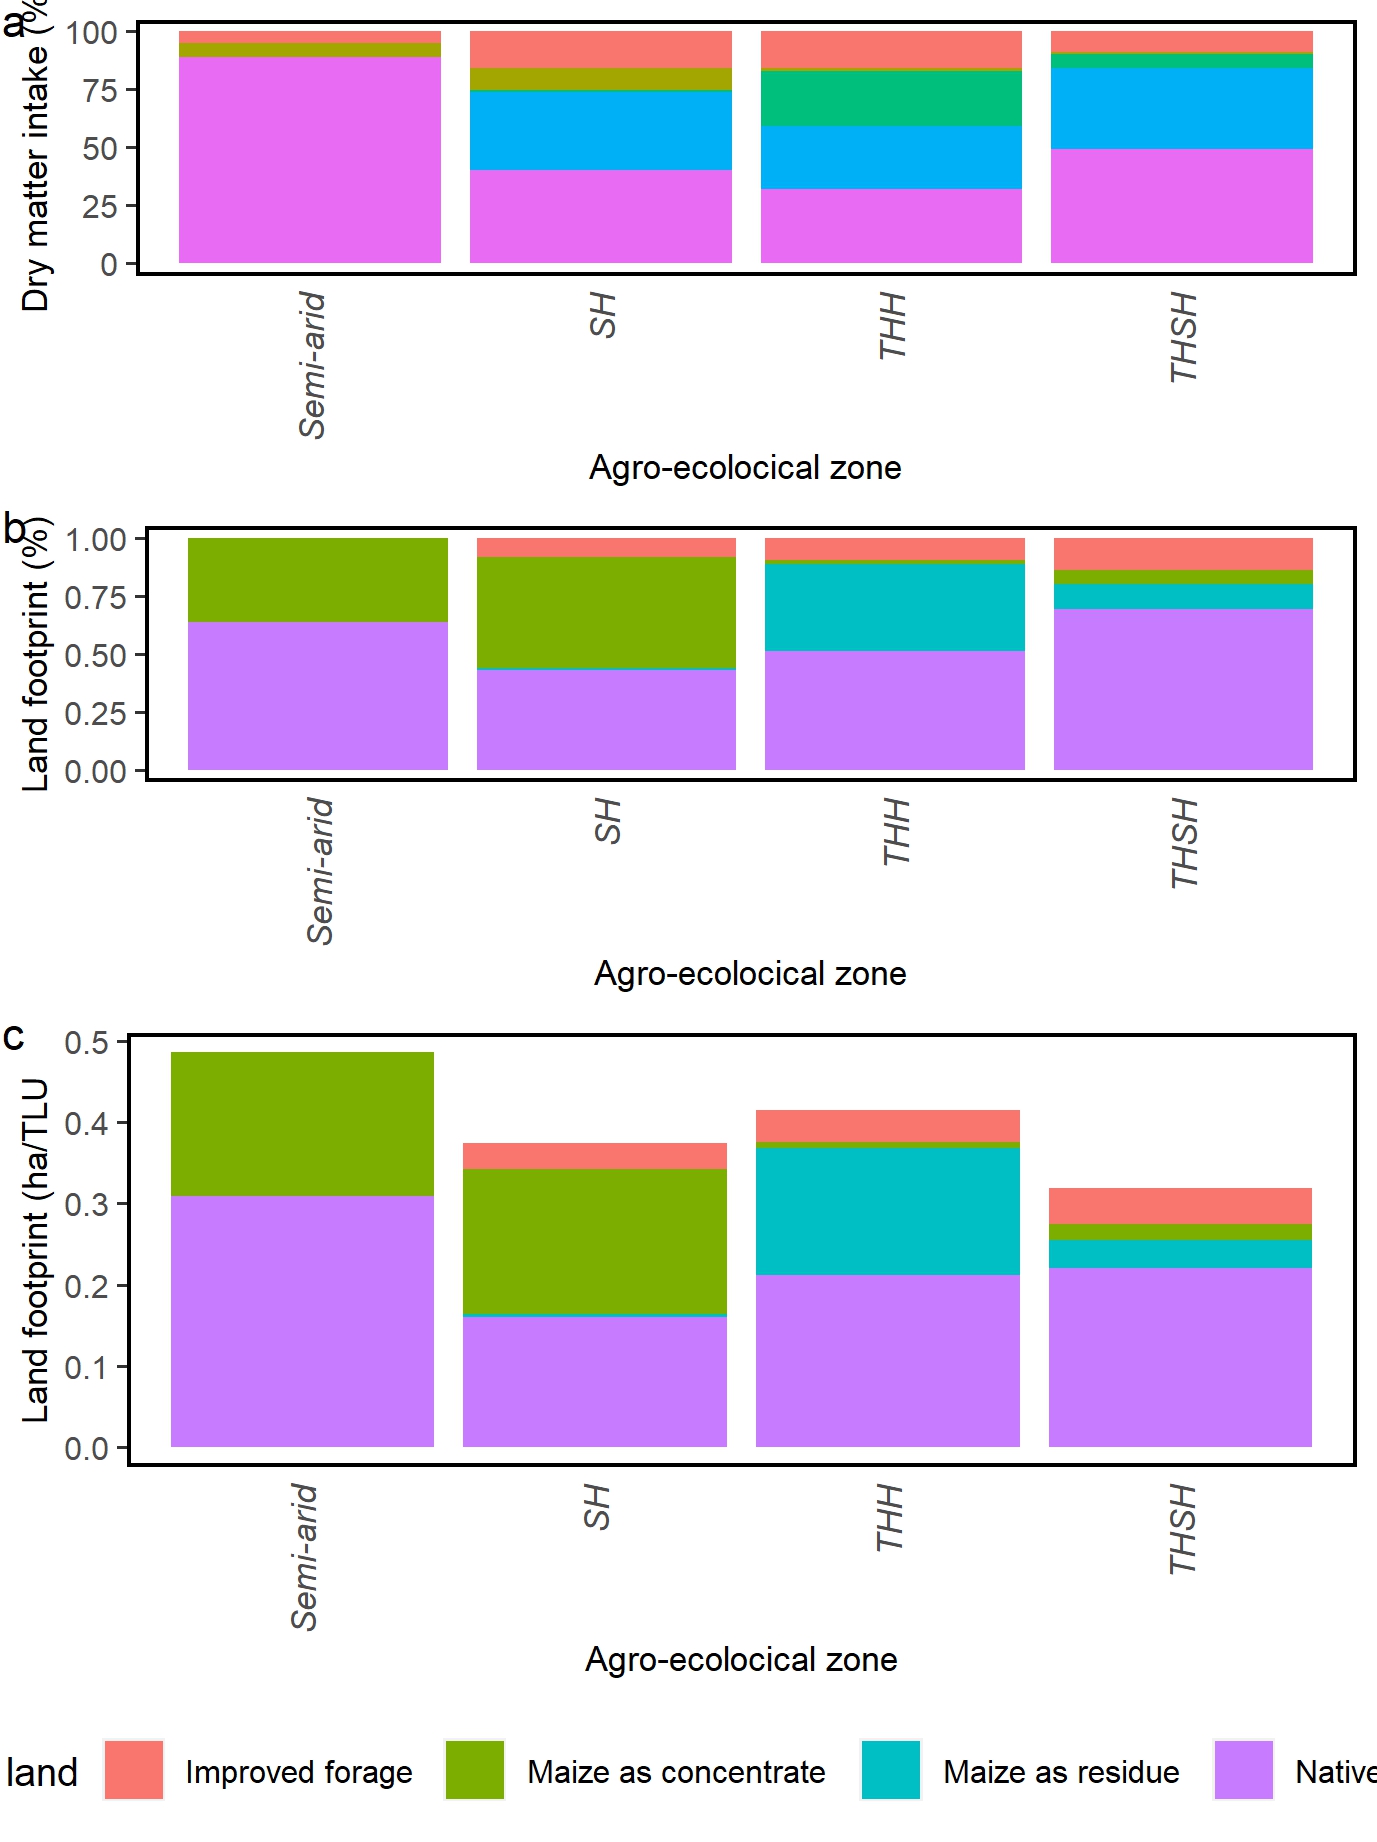 a
Dry matter intake (%
100
75
50
25
0
Semi-arid
SH
THH
THSH
Agro-ecolocical zone
b
Land footprint (%)
1.00
0.75
0.50
0.25
0.00
Semi-arid
SH
THH
THSH
Agro-ecolocical zone
c
Land footprint (ha/TLU
0.5
0.4
0.3
0.2
0.1
0.0
Semi-arid
SH
THH
THSH
Agro-ecolocical zone
land Improved forage Maize as concentrate Maize as residue Native